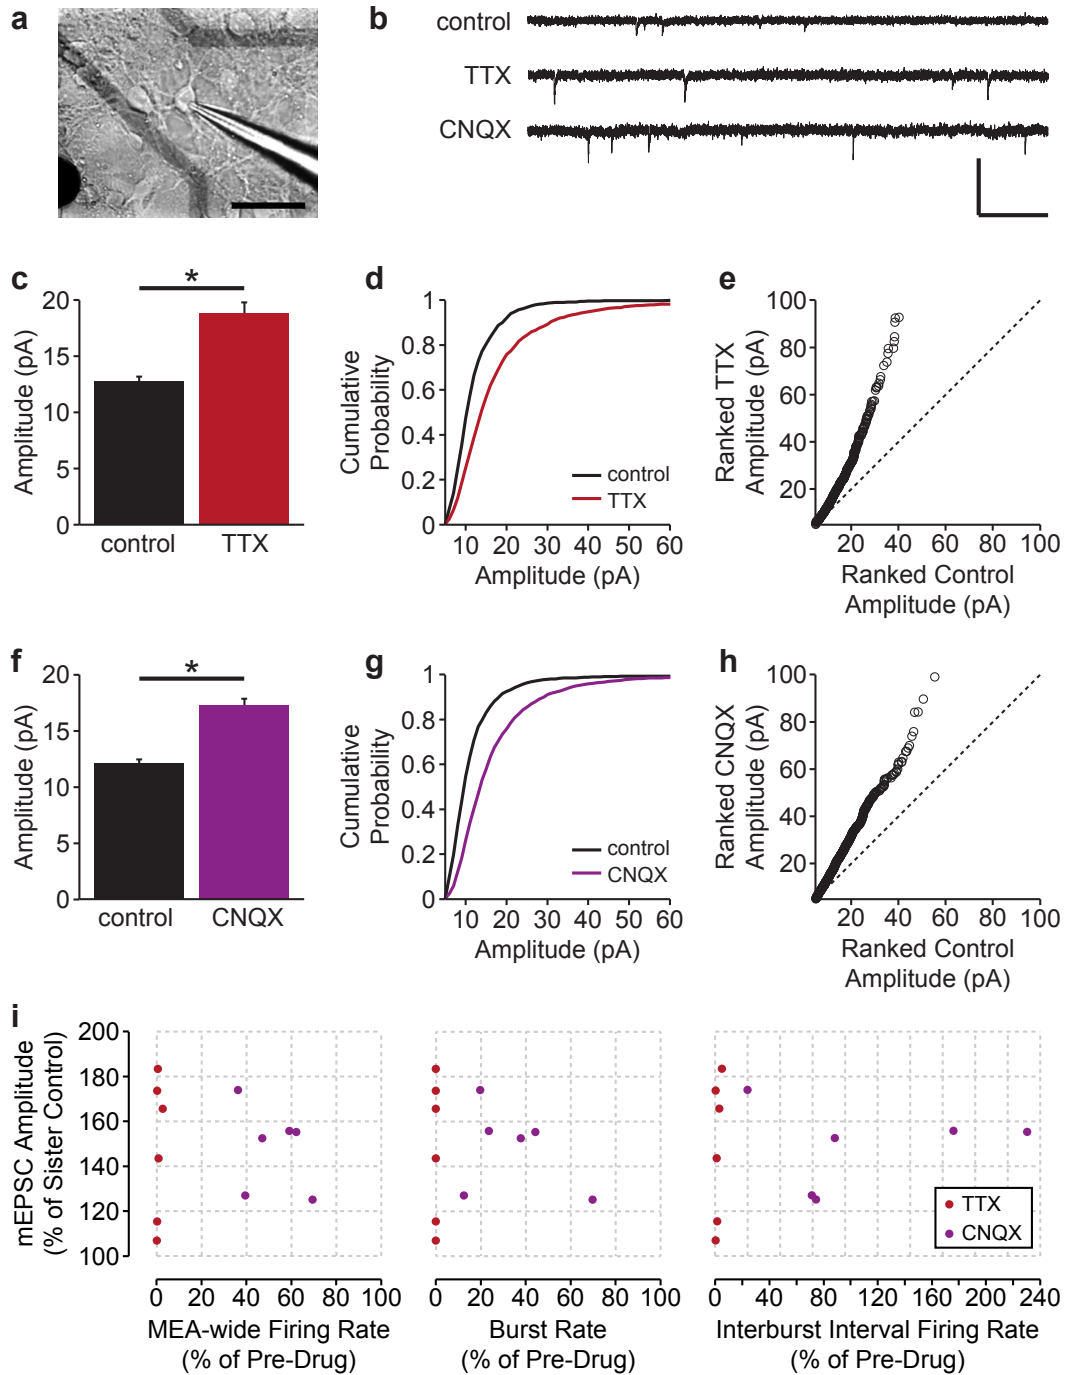 a
b
control
TTX
CNQX
c
*
Amplitude (pA)
20
15
10
5
0
control TTX
d
Cumulative
Probability
1
0.8
0.6
0.4
0.2
0
control
TTX
10 20 30 40 50 60
Amplitude (pA)
e
Ranked TTX
Amplitude (pA)
100
80
60
40
20
20 40 60 80 100
Ranked Control
Amplitude (pA)
f
*
Amplitude (pA)
20
15
10
5
0
control CNQX
g
Cumulative
Probability
1
0.8
0.6
0.4
0.2
0
control
CNQX
10 20 30 40 50 60
Amplitude (pA)
h
Ranked CNQX
Amplitude (pA)
100
80
60
40
20
20 40 60 80 100
Ranked Control
Amplitude (pA)
i
mEPSC Amplitude
(% of Sister Control)
200
180
160
140
120
100
0 20 40 60 80 100
MEA-wide Firing Rate
(% of Pre-Drug)
0 20 40 60 80 100
Burst Rate
(% of Pre-Drug)
TTX
CNQX
0 40 80 120 160 200 240
Interburst Interval Firing Rate
(% of Pre-Drug)